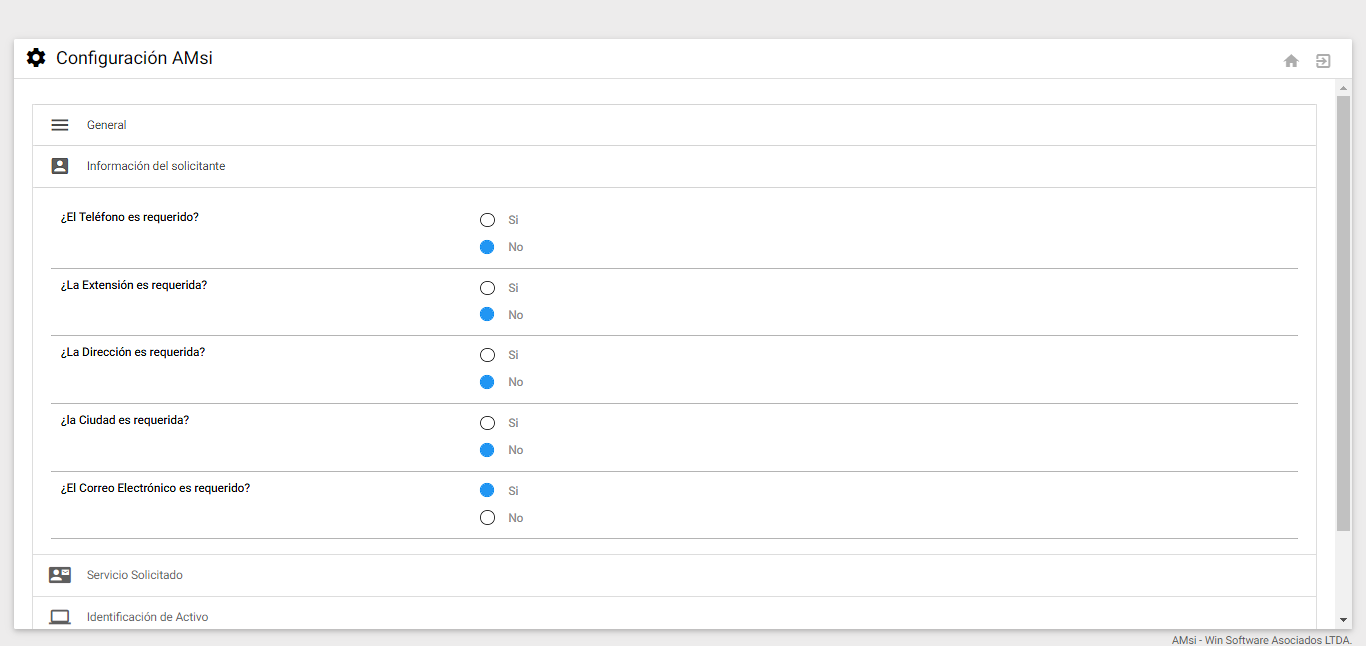 Configuración AMsi
General
Información del solicitante
¿El Teléfono es requerido?
Si
No
¿La Extensión es requerida?
Si
No
¿La Dirección es requerida?
Si
No
¿la Ciudad es requerida?
Si
No
¿El Correo Electrónico es requerido?
Si
No
Servicio Solicitado
Identificación de Activo
AMsi - Win Software Asociados LTDA.